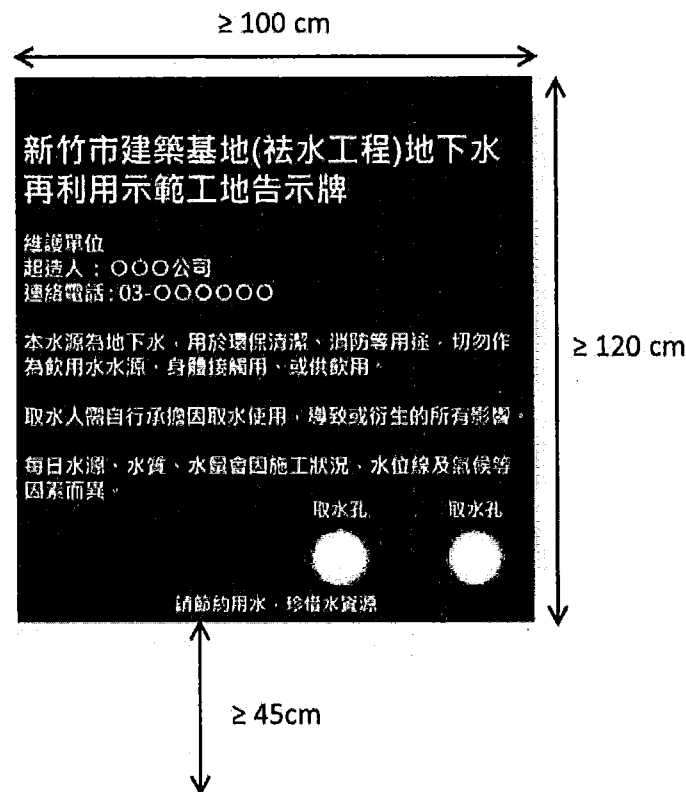 ≥ 100 cm
新竹市建築基地(祛水工程)地下水
再利用示範工地告示牌
維護單位
起造人：○○○公司
連絡電話：03-○○○○○○
本水源為地下水，用於環保清潔、消防等用途，切勿作
為飲用水水源，身體接觸用、或供飲用。
≥ 120 cm
取水人需自行承擔因取水使用，導致或衍生的所有影響。
每日水源、水質、水量會因施工狀況、水位線及氣候等
因素而異。
取水孔 取水孔
請節約用水，珍惜水資源
≥ 45cm